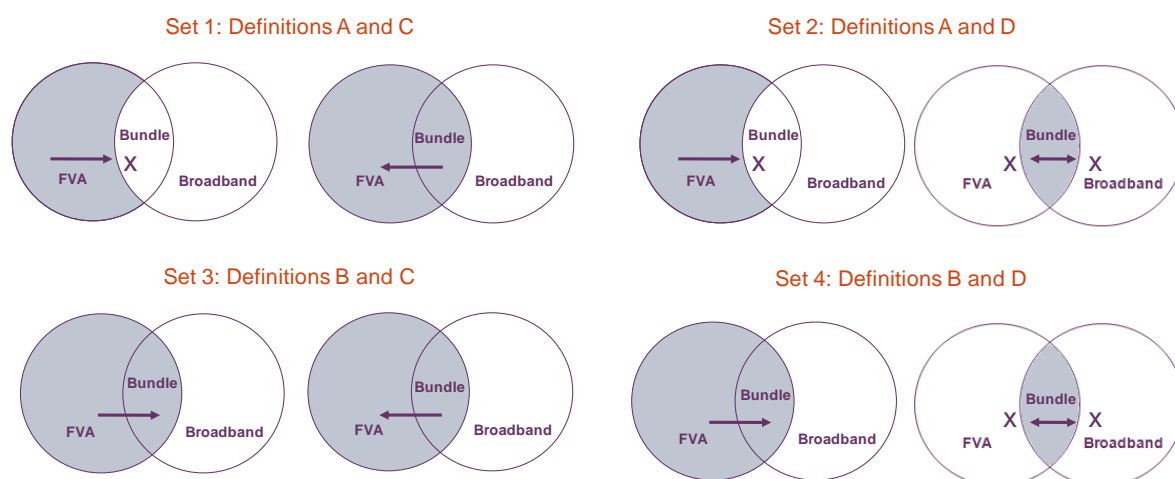 Set 1: Definitions A and C
Bundle
X
FVA
Broadband
Bundle
FVA
Broadband
Set 2: Definitions A and D
Bundle
X
FVA
Broadband
Bundle
X
X
FVA
Broadband
Set 3: Definitions B and C
Bundle
FVA
Broadband
Bundle
FVA
Broadband
Set 4: Definitions B and D
Bundle
FVA
Broadband
Bundle
X
X
FVA
Broadband